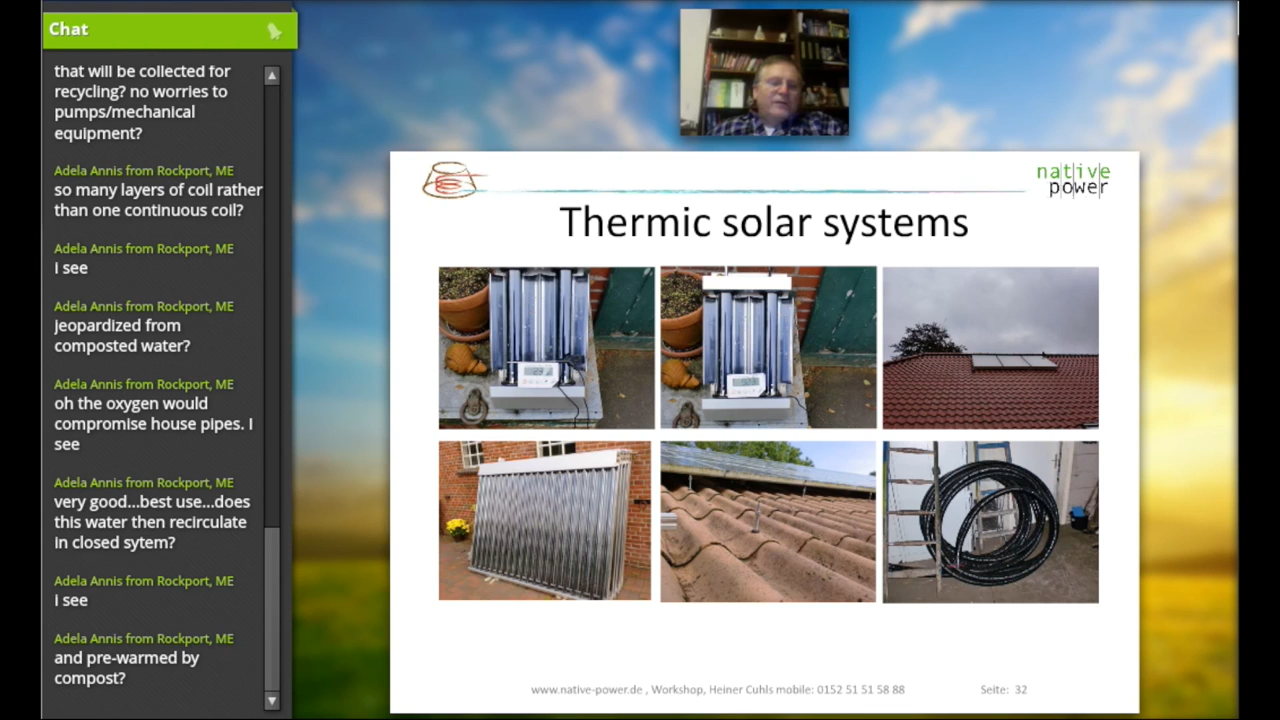 Chat
that will be collected for
recycling? no worries to
pumps/mechanical
equipment?
Adela Annis from Rockport, ME
so many layers of coil rather
than one continuous coil?
Adela Annis from Rockport, ME
I see
Adela Annis from Rockport, ME
jeopardized from
composted water?
Adela Annis from Rockport, ME
oh the oxygen would
compromise house pipes. I
see
Adela Annis from Rockport, ME
very good...best use...does
this water then recirculate
in closed sytem?
Adela Annis from Rockport, ME
I see
Adela Annis from Rockport, ME
and pre-warmed by
compost?
native
power
Thermic solar systems
www.native-power.de , Workshop, Heiner Cuhls mobile: 0152 51 51 58 88
Seite: 32